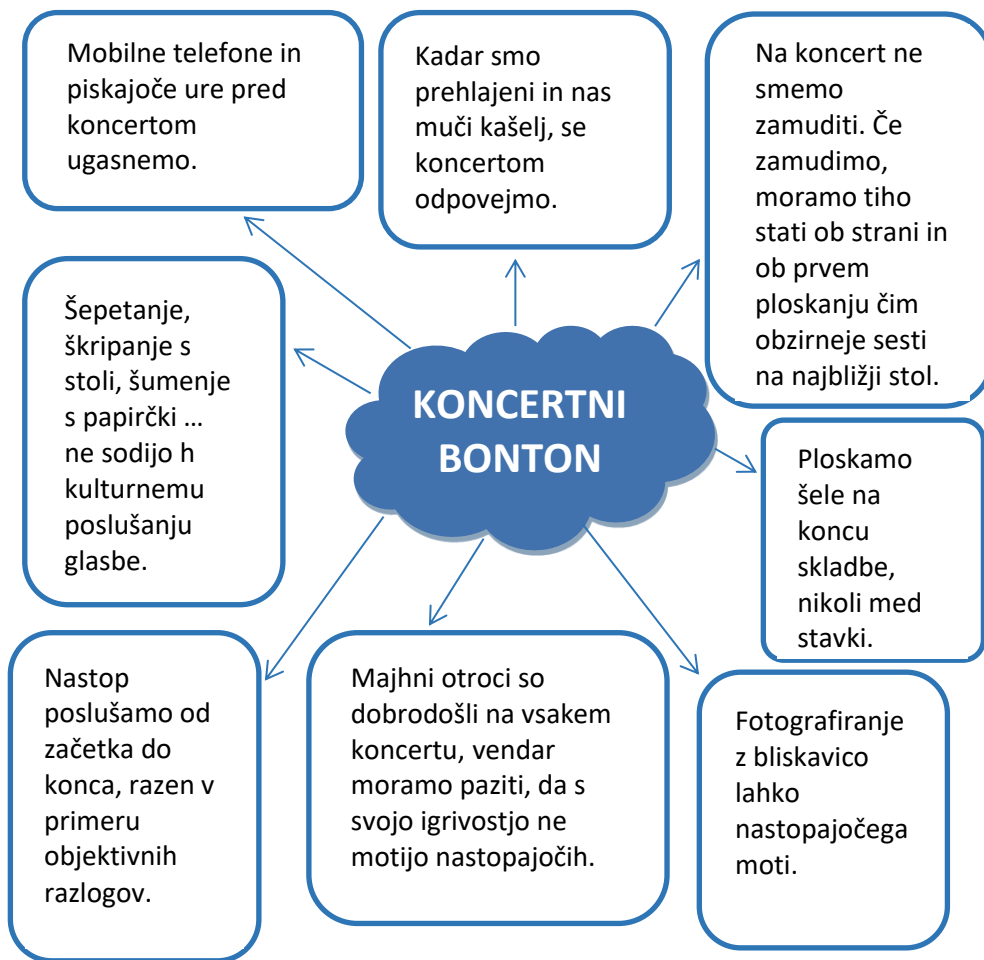 Mobilne telefone in
piskajoče ure pred
koncertom
ugasnemo.
Kadar smo
prehlajeni in nas
muči kašelj, se
koncertom
odpovejmo.
Na koncert ne
smemo
zamuditi. Če
zamudimo,
moramo tiho
stati ob strani in
ob prvem
ploskanju čim
obzirneje sesti
na najbližji stol.
Šepetanje,
škripanje s
stoli, šumenje
s papirčki …
ne sodijo h
kulturnemu
poslušanju
glasbe.
KONCERTNI
BONTON
Ploskamo
šele na
koncu
skladbe,
nikoli med
stavki.
Nastop
poslušamo od
začetka do
konca, razen v
primeru
objektivnih
razlogov.
Majhni otroci so
dobrodošli na vsakem
koncertu, vendar
moramo paziti, da s
svojo igrivostjo ne
motijo nastopajočih.
Fotografiranje
z bliskavico
lahko
nastopajočega
moti.